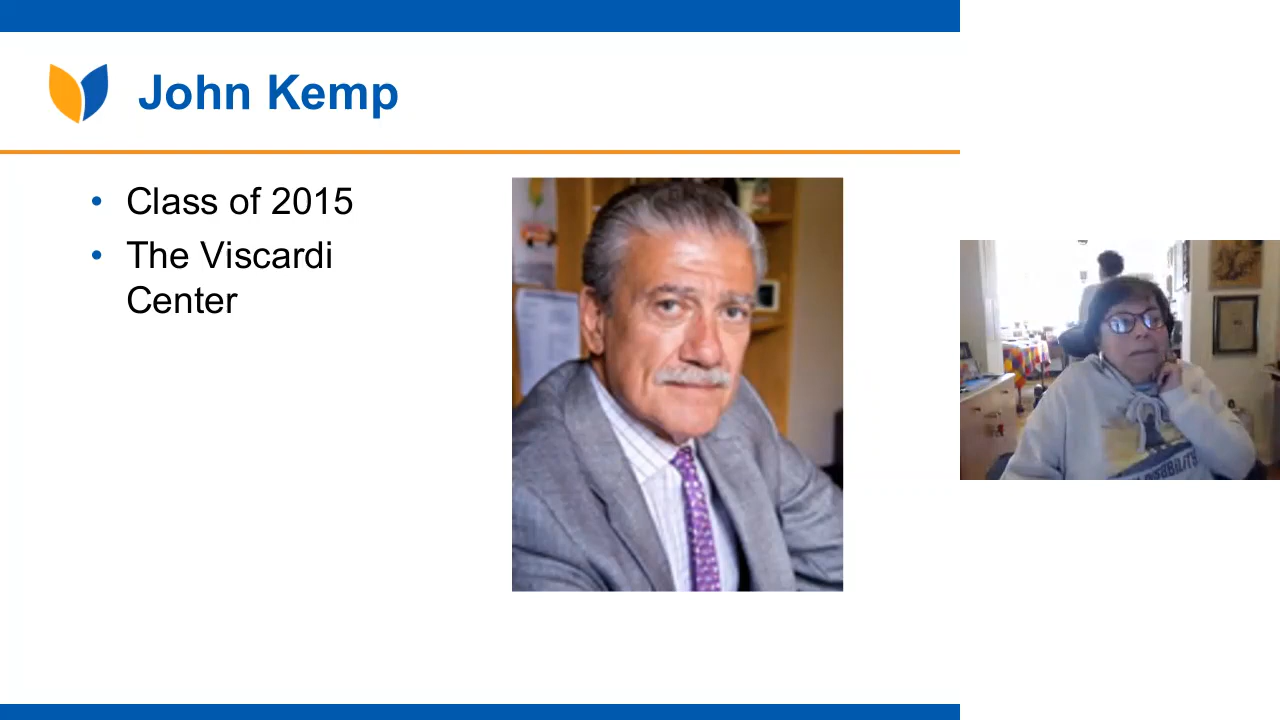 John Kemp
• Class of 2015
• The Viscardi
Center